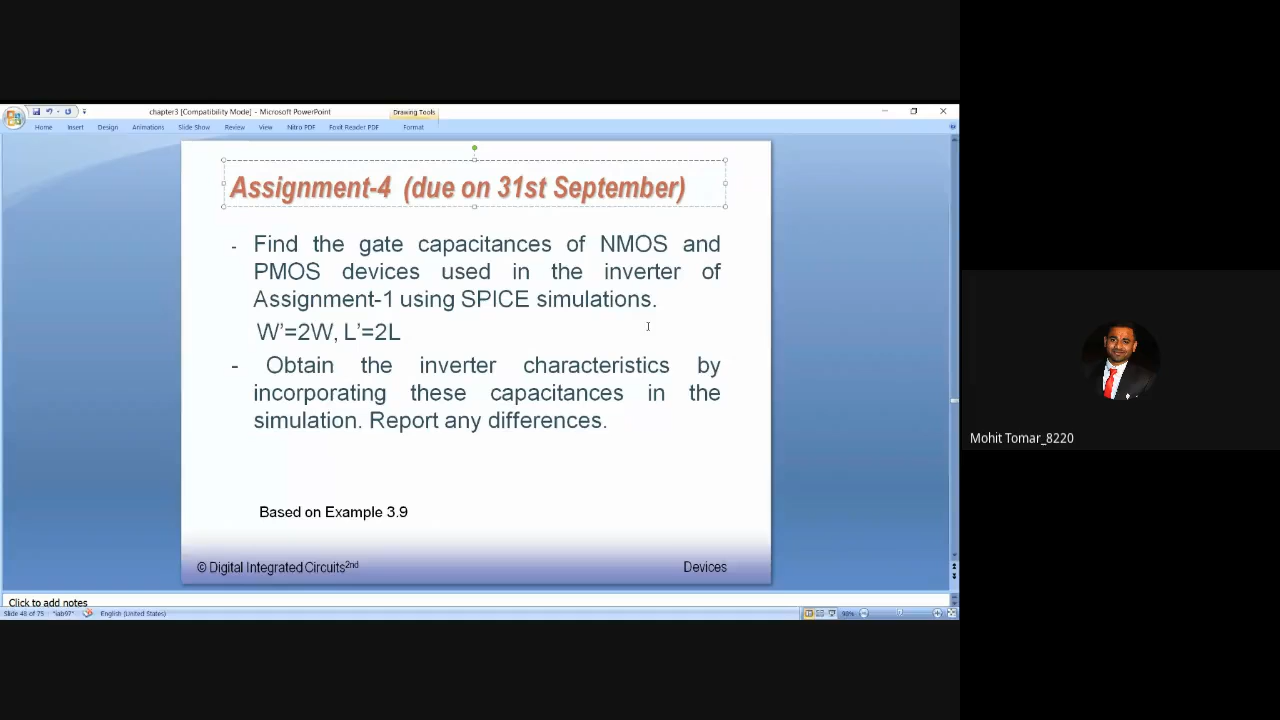 chapter3 [Compatibility Mode] - Microsoft PowerPoint
Drawing Tools
Home Insert Design Animations Slide Show Review View Nitro PDF Foxit Reader PDF Format
Assignment-4 (due on 31st September)
- Find the gate capacitances of NMOS and
PMOS devices used in the inverter of
Assignment-1 using SPICE simulations.
W’=2W, L’=2L
- Obtain the inverter characteristics by
incorporating these capacitances in the
simulation. Report any differences.
Mohit Tomar_8220
Based on Example 3.9
© Digital Integrated Circuits2nd
Devices
Click to add notes
Slide 48 of 75 English (United States)